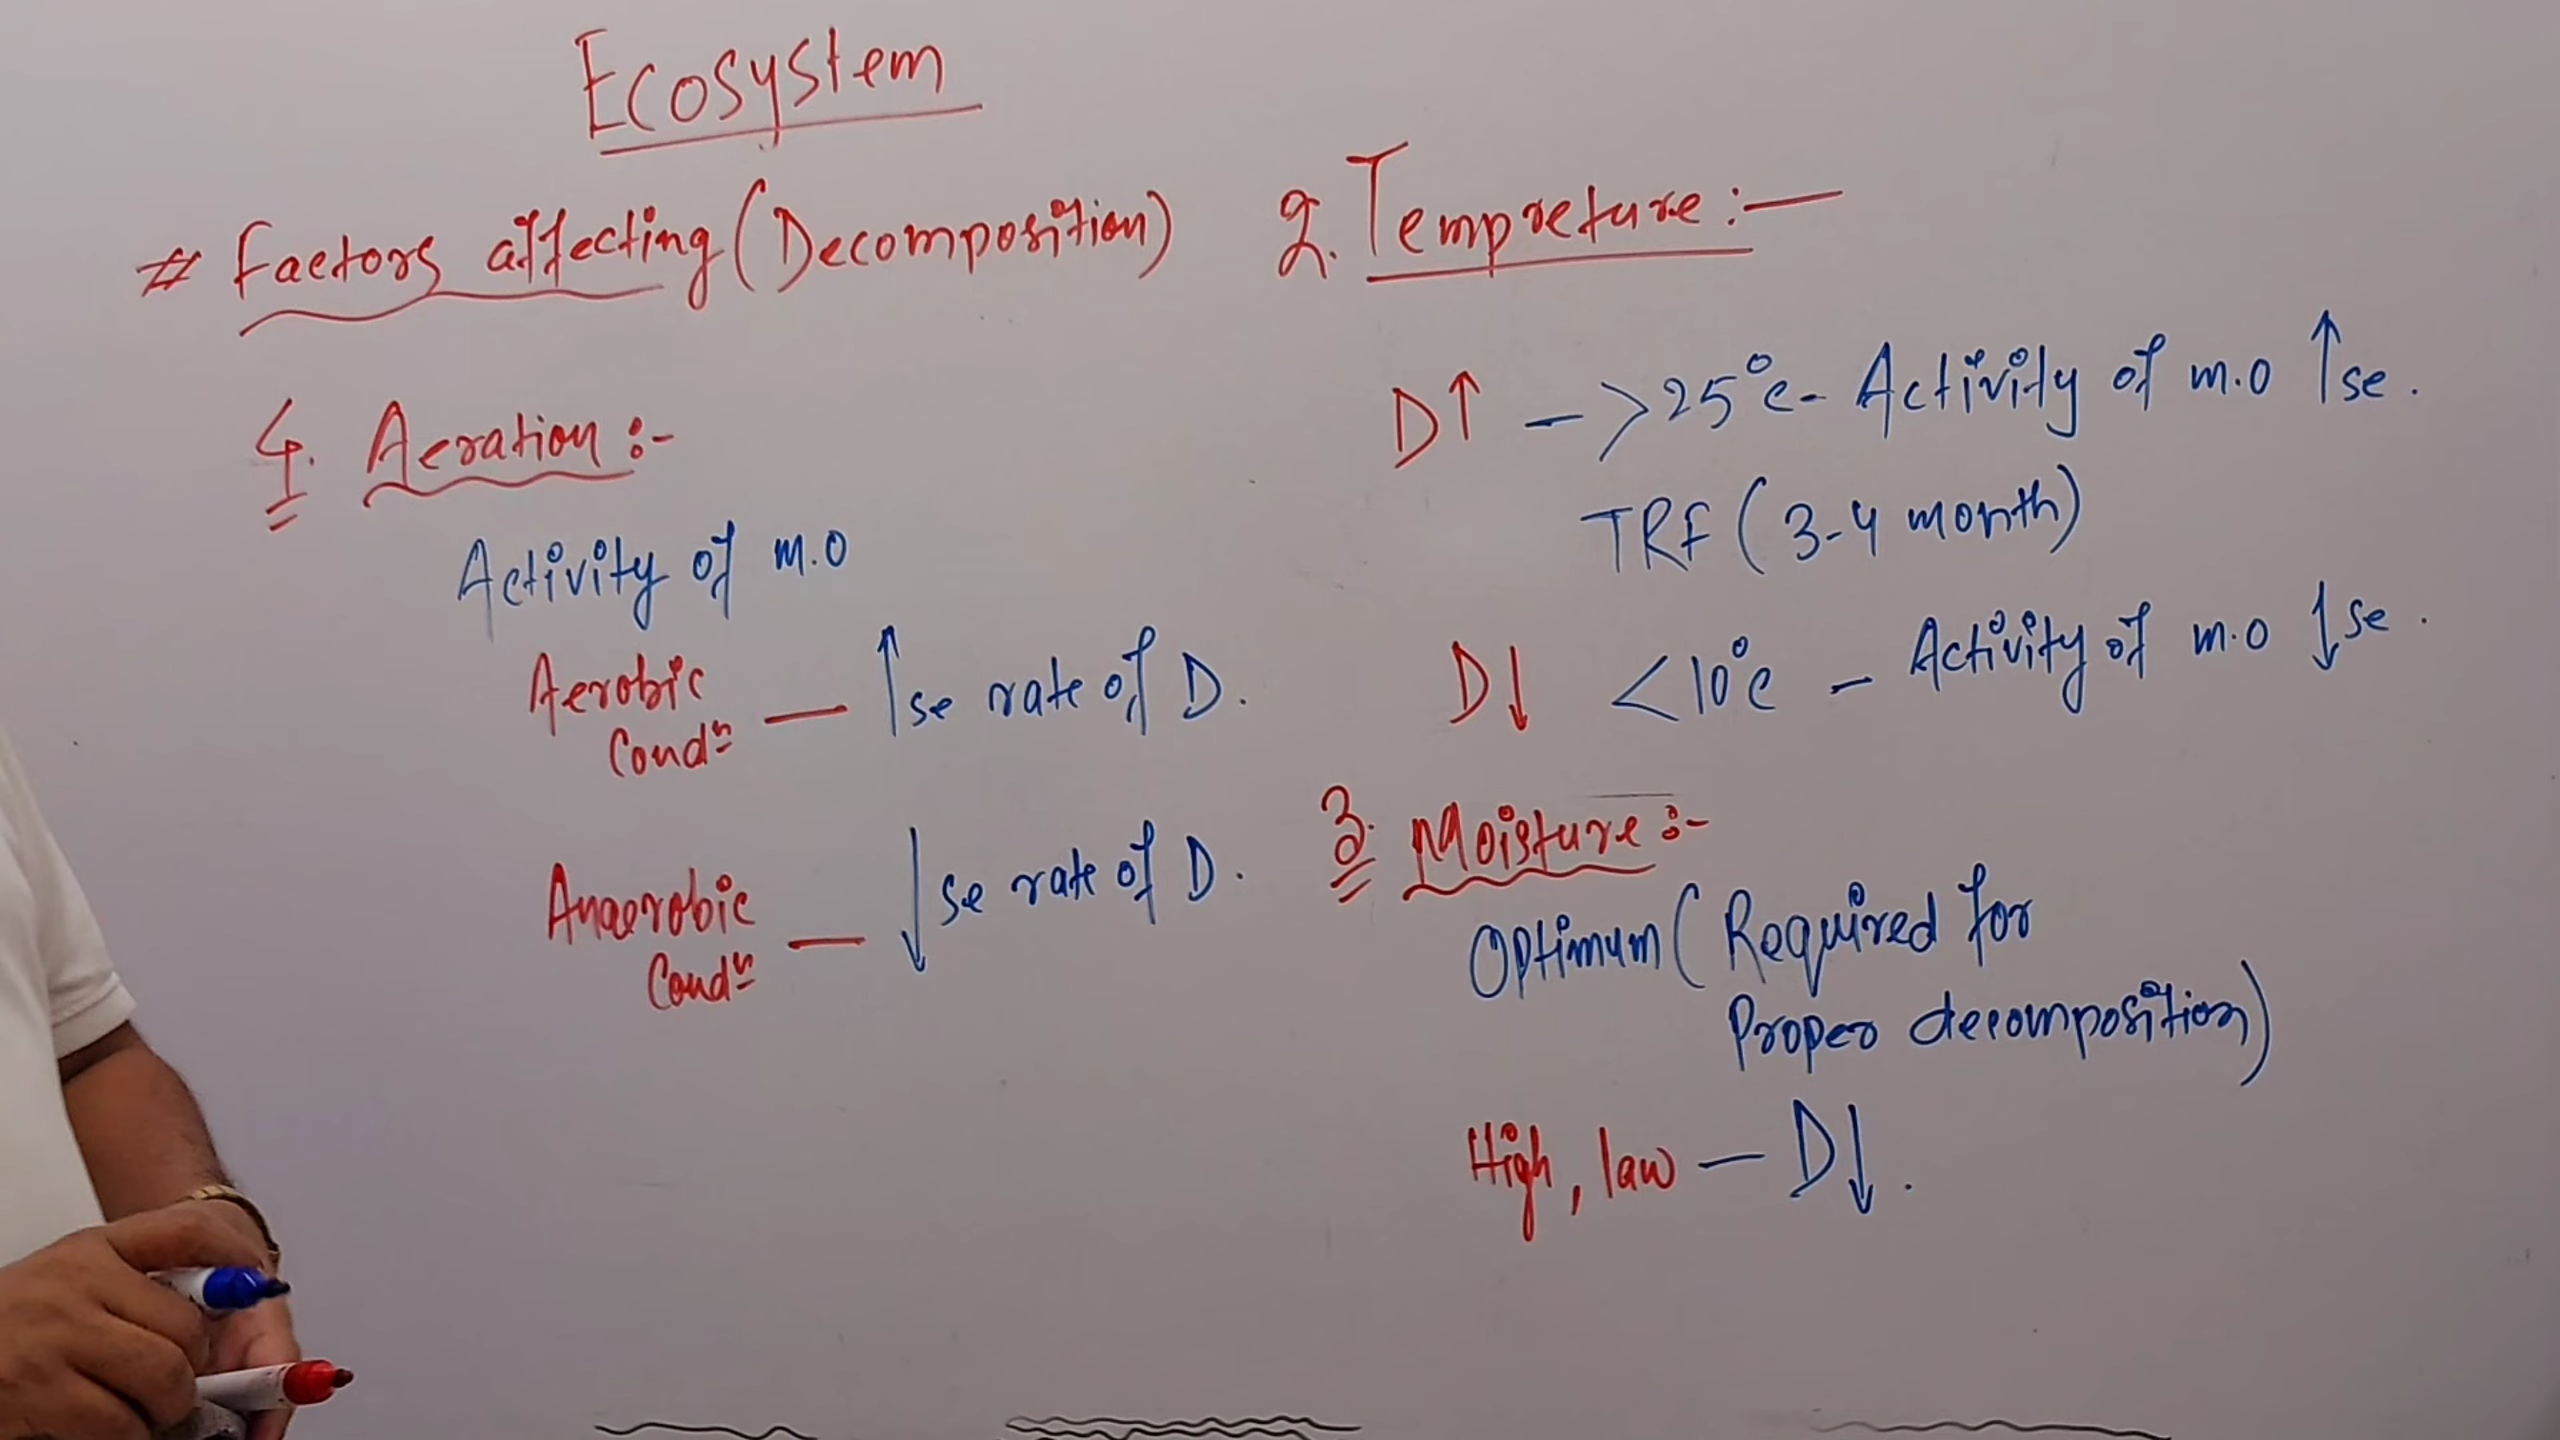 Ecosystem
# Factors affecting (Decomposition)
4. Aeration :-
Activity of m.o
Aerobic Condⁿ — ↑se rate of D.
Anaerobic Condⁿ — ↓se rate of D.
2. Tempreture :—
D↑ — >25°c - Activity of m.o ↑se.
TRF (3-4 month)
D↓ <10°c — Activity of m.o ↓se.
3. Moisture :-
Optimum (Required for
Proper decomposition)
High, law — D↓.